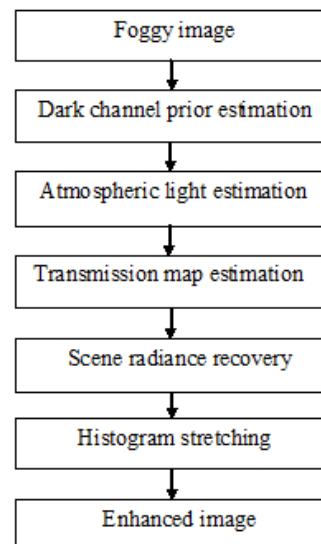 Foggy image
Dark channel prior estimation
Atmospheric light estimation
Transmission map estimation
Scene radiance recovery
Histogram stretching
Enhanced image